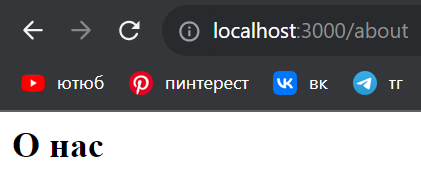 localhost:3000/about
ютюб пинтерест вк тг
О нас